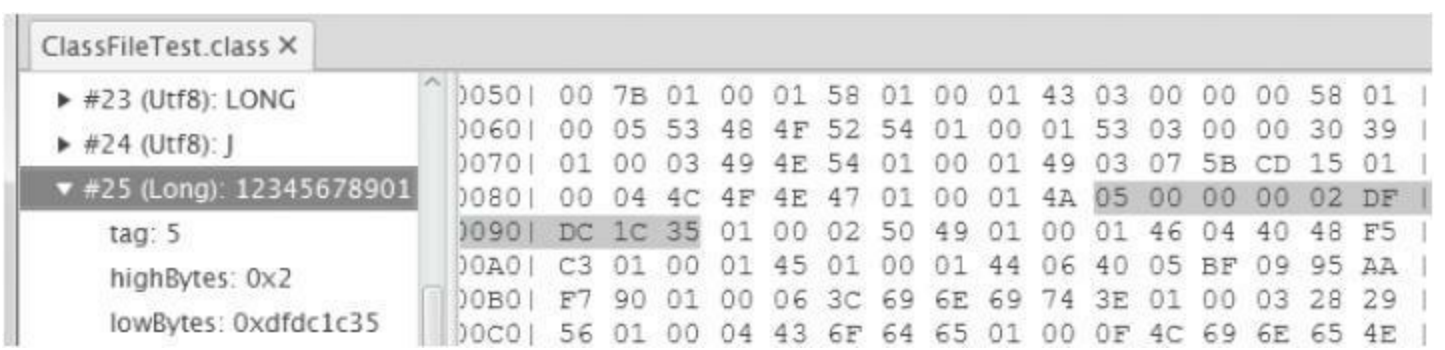 ClassFileTest.class ×
▶ #23 (Utf8): LONG
▶ #24 (Utf8): J
▼ #25 (Long): 12345678901
tag: 5
highBytes: 0x2
lowBytes: 0xdfdc1c35
0050| 00 7B 01 00 01 58 01 00 01 43 03 00 00 00 58 01 |
0060| 00 05 53 48 4F 52 54 01 00 01 53 03 00 00 30 39 |
0070| 01 00 03 49 4E 54 01 00 01 49 03 07 5B CD 15 01 |
0080| 00 04 4C 4F 4E 47 01 00 01 4A 05 00 00 00 02 DF |
0090| DC 1C 35 01 00 02 50 49 01 00 01 46 04 40 48 F5 |
00A0| C3 01 00 01 45 01 00 01 44 06 40 05 BF 09 95 AA |
00B0| F7 90 01 00 06 3C 69 6E 69 74 3E 01 00 03 28 29 |
00C0| 56 01 00 04 43 6F 64 65 01 00 0F 4C 69 6E 65 4E |